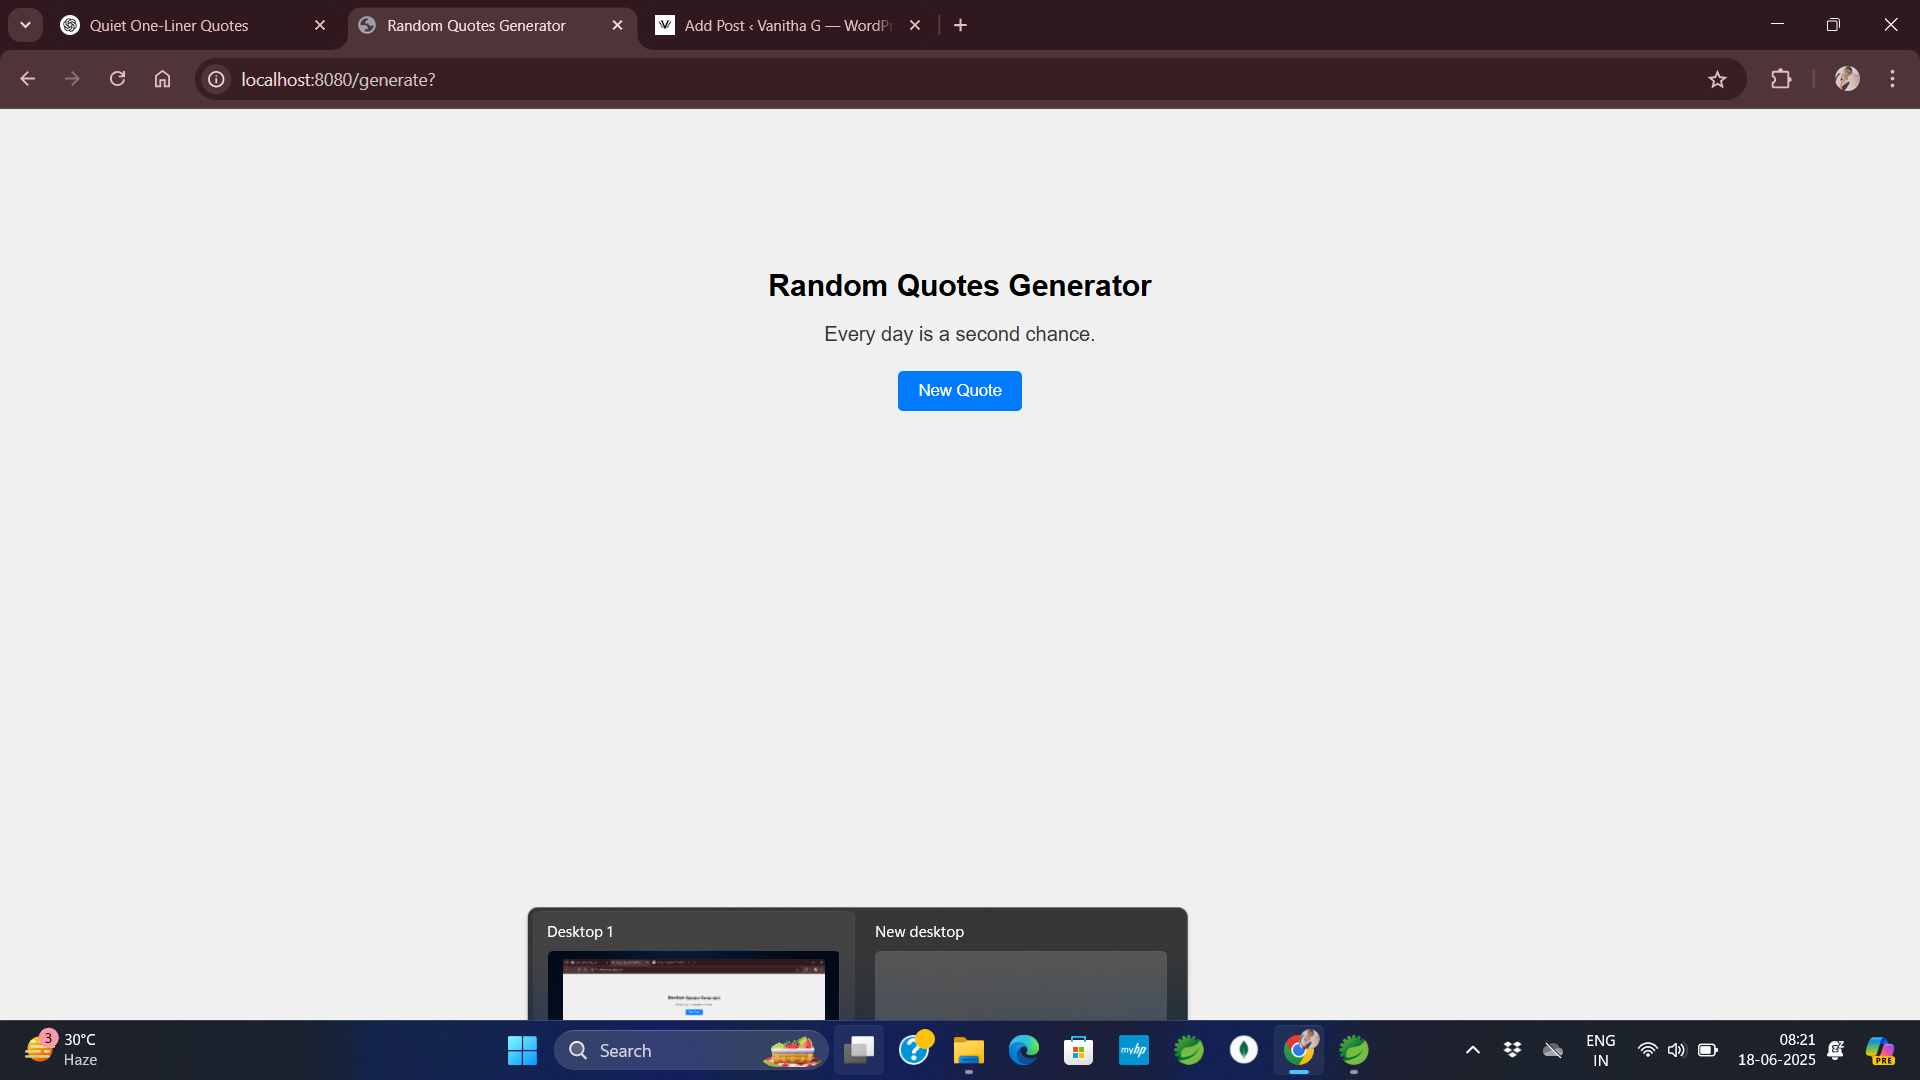 Quiet One-Liner Quotes
Random Quotes Generator
Add Post ‹ Vanitha G — WordPr
localhost:8080/generate?
Random Quotes Generator
Every day is a second chance.
New Quote
Desktop 1
New desktop
3
30°C
Haze
Search
myhp
ENG
IN
08:21
18-06-2025
PRE